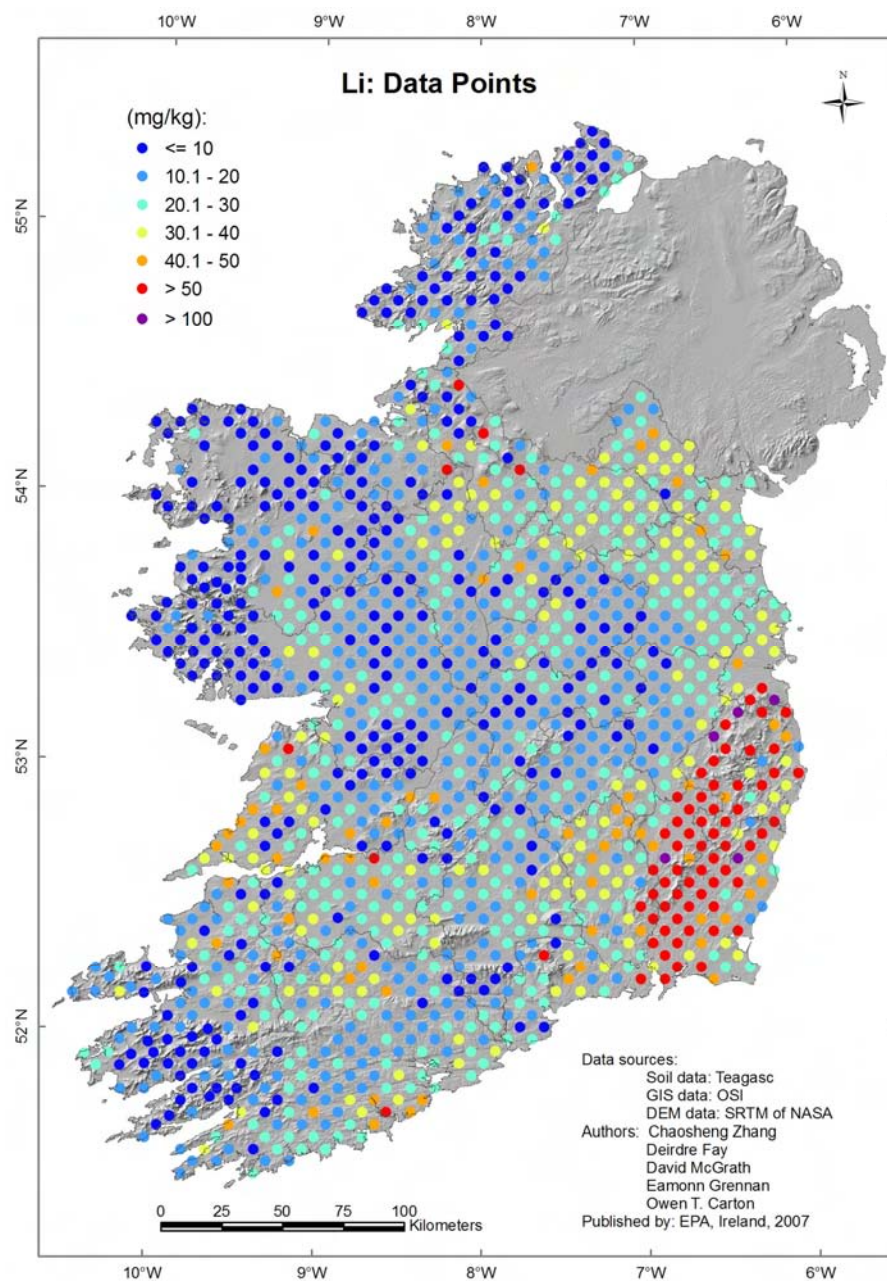 10°W 9°W 8°W 7°W 6°W
Li: Data Points
N
(mg/kg):
<= 10
10.1 - 20
20.1 - 30
30.1 - 40
40.1 - 50
> 50
> 100
55°N
54°N
53°N
52°N
Data sources:
Soil data: Teagasc
GIS data: OSI
DEM data: SRTM of NASA
Authors: Chaosheng Zhang
Deirdre Fay
David McGrath
Eamonn Grennan
Owen T. Carton
Published by: EPA, Ireland, 2007
0 25 50 75 100
Kilometers
10°W 9°W 8°W 7°W 6°W